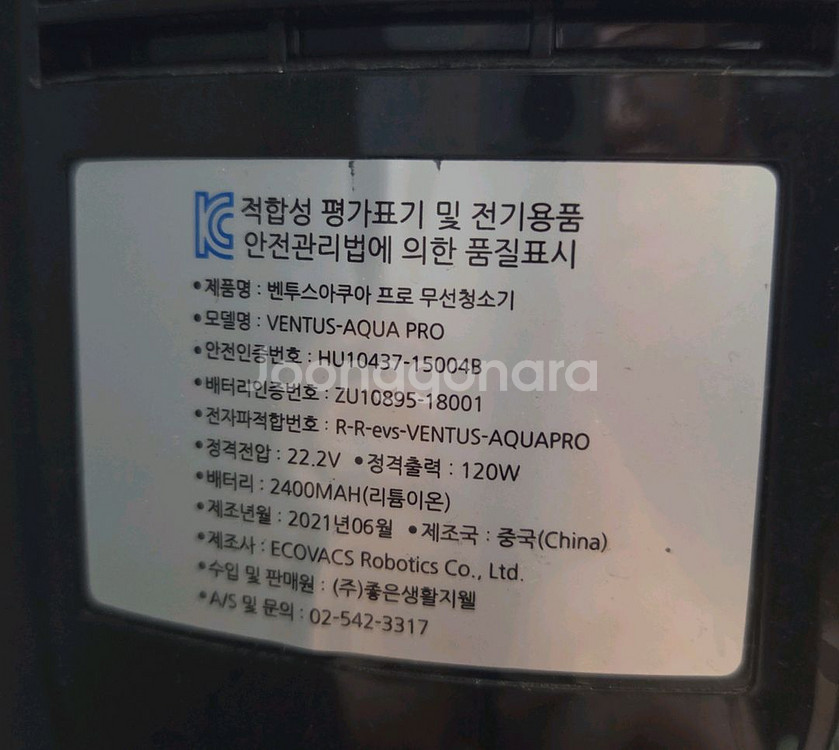 적합성 평가표기 및 전기용품
안전관리법에 의한 품질표시
•제품명 : 벤투스아쿠아 프로 무선청소기
•모델명 : VENTUS-AQUA PRO
•안전인증번호 : HU10437-15004B
joonggonara
•배터리인증번호 : ZU10895-18001
•전자파적합번호 : R-R-evs-VENTUS-AQUAPRO
•정격전압 : 22.2V •정격출력 : 120W
•배터리 : 2400MAH(리튬이온)
•제조년월 : 2021년06월 •제조국 : 중국(China)
•제조사 : ECOVACS Robotics Co., Ltd.
•수입 및 판매원 : (주)좋은생활지웰
•A/S 및 문의 : 02-542-3317